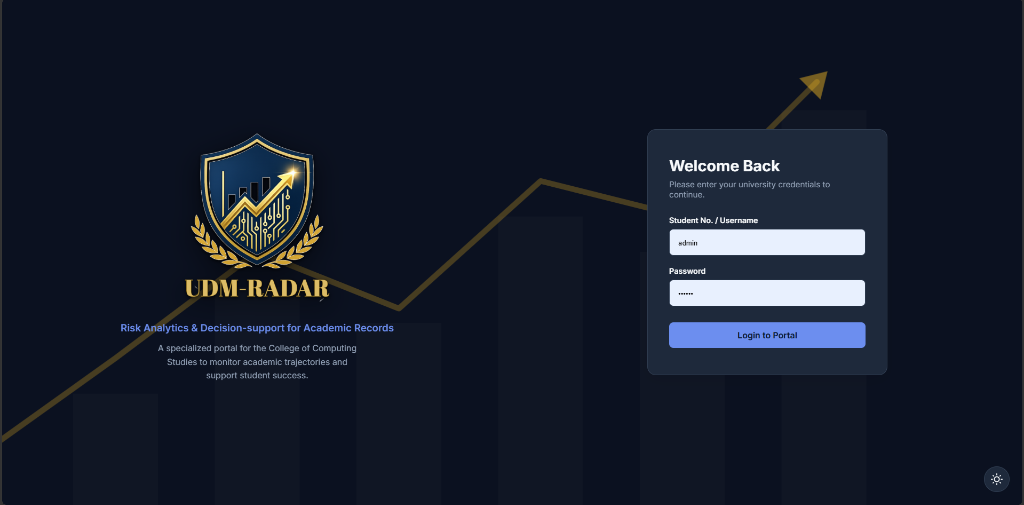 UDM-RADAR
Risk Analytics & Decision-support for Academic Records
A specialized portal for the College of Computing
Studies to monitor academic trajectories and
support student success.
Welcome Back
Please enter your university credentials to
continue.
Student No. / Username
admin
Password
••••••
Login to Portal